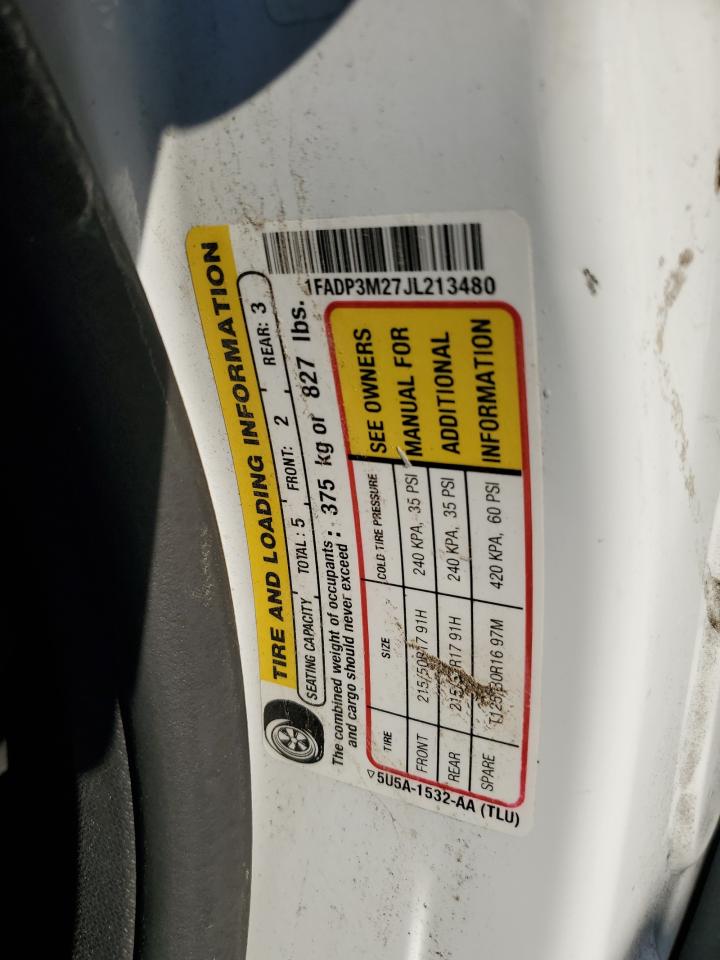 TIRE AND LOADING INFORMATION
SEATING CAPACITY TOTAL: 5 FRONT: 2 REAR: 3
The combined weight of occupants and cargo should never exceed : 375 kg or 827 lbs.
1FADP3M27JL213480
TIRE SIZE COLD TIRE PRESSURE
FRONT 215/50R17 91H 240 KPA, 35 PSI
REAR 91H 240 KPA, 35 PSI
SPARE 97M 420 KPA, 60 PSI
SEE OWNERS
MANUAL FOR
ADDITIONAL
INFORMATION
5U5A-1532-AA (TLU)